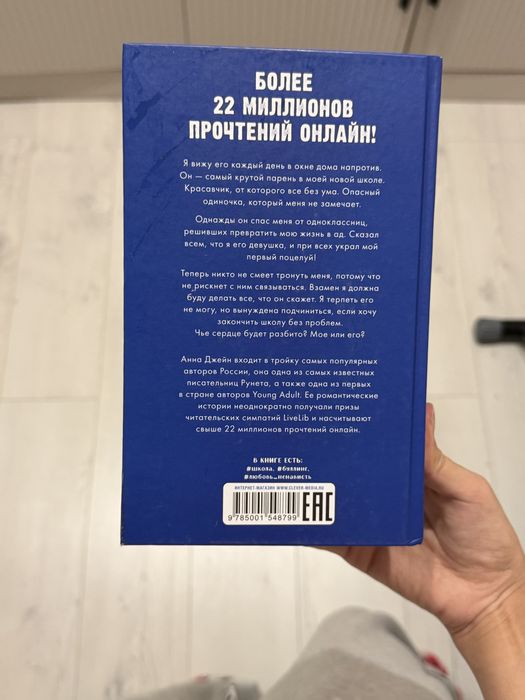 БОЛЕЕ
22 МИЛЛИОНОВ
ПРОЧТЕНИЙ ОНЛАЙН!
Я вижу его каждый день в окне дома напротив.
Он — самый крутой парень в моей новой школе.
Красавчик, от которого все без ума. Опасный
одиночка, который меня не замечает.
Однажды он спас меня от одноклассниц,
решивших превратить мою жизнь в ад. Сказал
всем, что я его девушка, и при всех украл мой
первый поцелуй!
Теперь никто не смеет тронуть меня, потому что
не рискнет с ним связываться. Взамен я должна
буду делать все, что он скажет. Я терпеть его
не могу, но вынуждена подчиниться, если хочу
закончить школу без проблем.
Чье сердце будет разбито? Мое или его?
Анна Джейн входит в тройку самых популярных
авторов России, она одна из самых известных
писательниц Рунета, а также одна из первых
в стране авторов Young Adult. Ее романтические
истории неоднократно получали призы
читательских симпатий LiveLib и насчитывают
свыше 22 миллионов прочтений онлайн.
В КНИГЕ ЕСТЬ:
#школа, #буллинг,
#любовь_ненависть
ИНТЕРНЕТ-МАГАЗИН WWW.CLEVER-MEDIA.RU
9 785001 548799
EAC